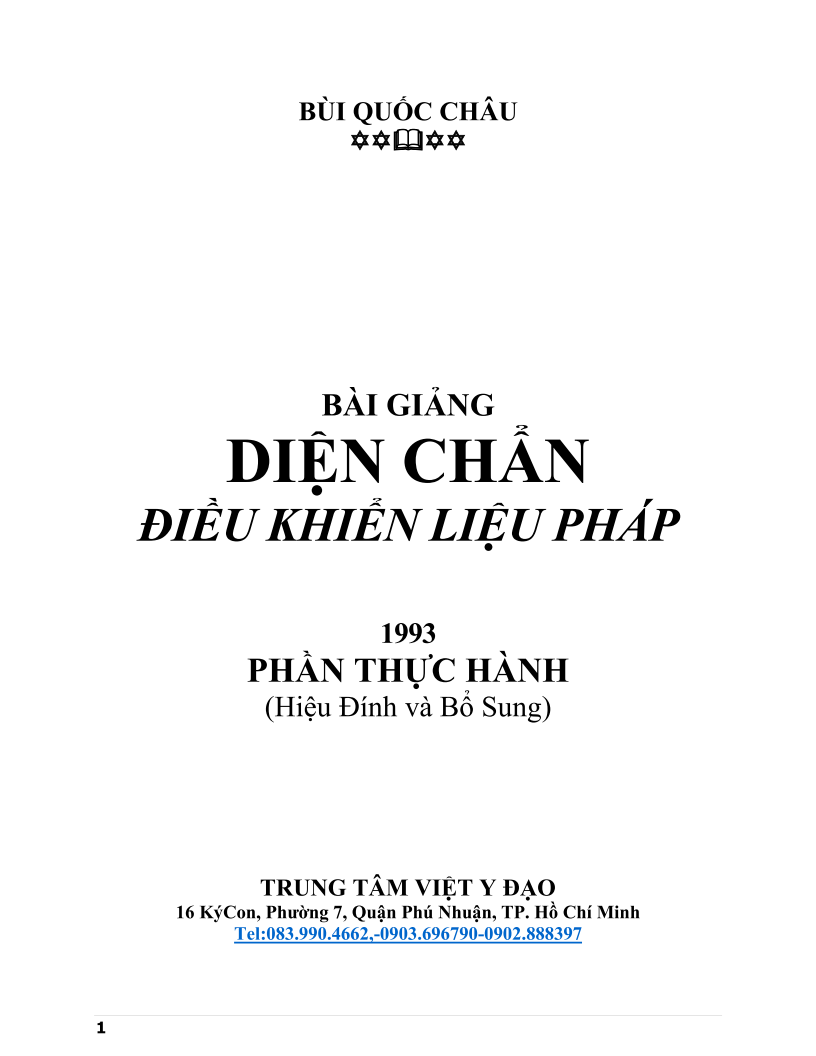 BÙI QUỐC CHÂU
✡✡🕮✡✡
BÀI GIẢNG
DIỆN CHẨN
ĐIỀU KHIỂN LIỆU PHÁP
1993
PHẦN THỰC HÀNH
(Hiệu Đính và Bổ Sung)
TRUNG TÂM VIỆT Y ĐẠO
16 KýCon, Phường 7, Quận Phú Nhuận, TP. Hồ Chí Minh
Tel:083.990.4662,-0903.696790-0902.888397
1